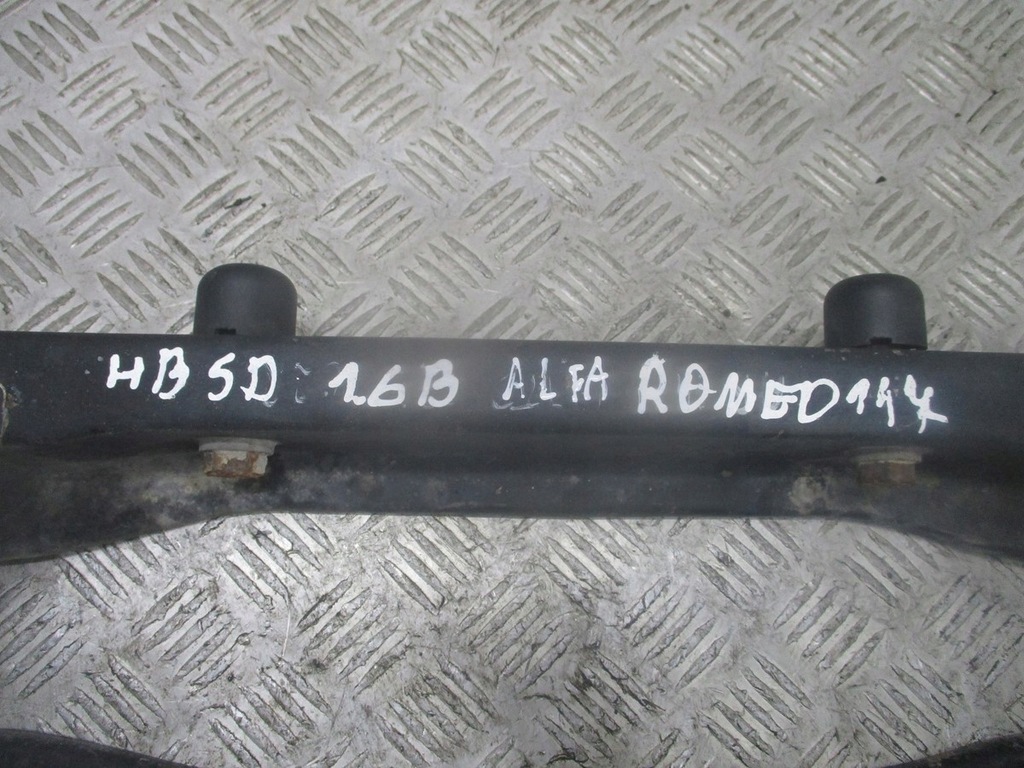 HB 5D 1.6B ALFA ROMEO 147